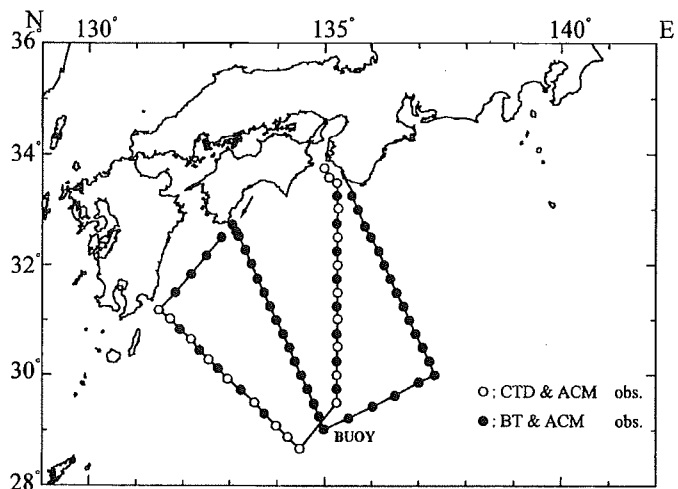 N 130° 135° 140° E
36°
34°
32°
30°
28°
○ ; CTD & ACM obs.
● ; BT & ACM obs.
BUOY